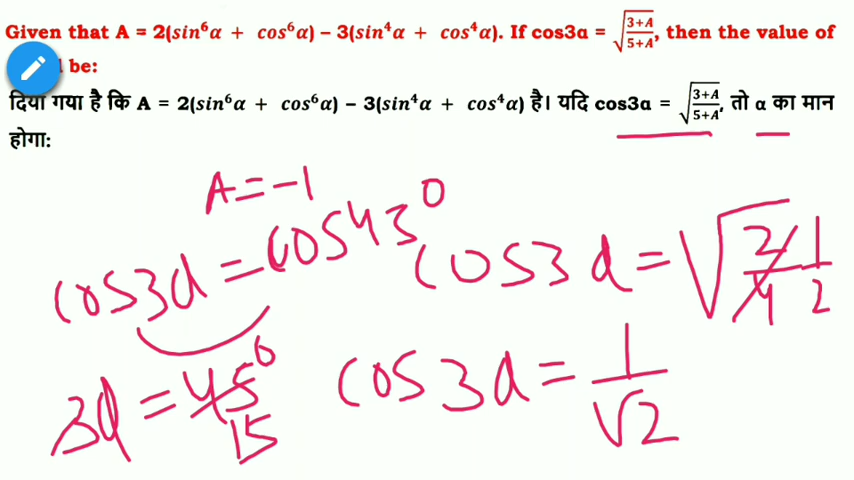 Given that A = 2(sin⁶α + cos⁶α) – 3(sin⁴α + cos⁴α). If cos3α = √(3+A)/(5+A), then the value of
be:
दिया गया है कि A = 2(sin⁶α + cos⁶α) – 3(sin⁴α + cos⁴α) है। यदि cos3α = √(3+A)/(5+A), तो α का मान
होगा:
A = -1
cos3α = cos45⁰
cos3α = √2/4 1/2
3α = 45⁰
15
cos3α = 1/√2